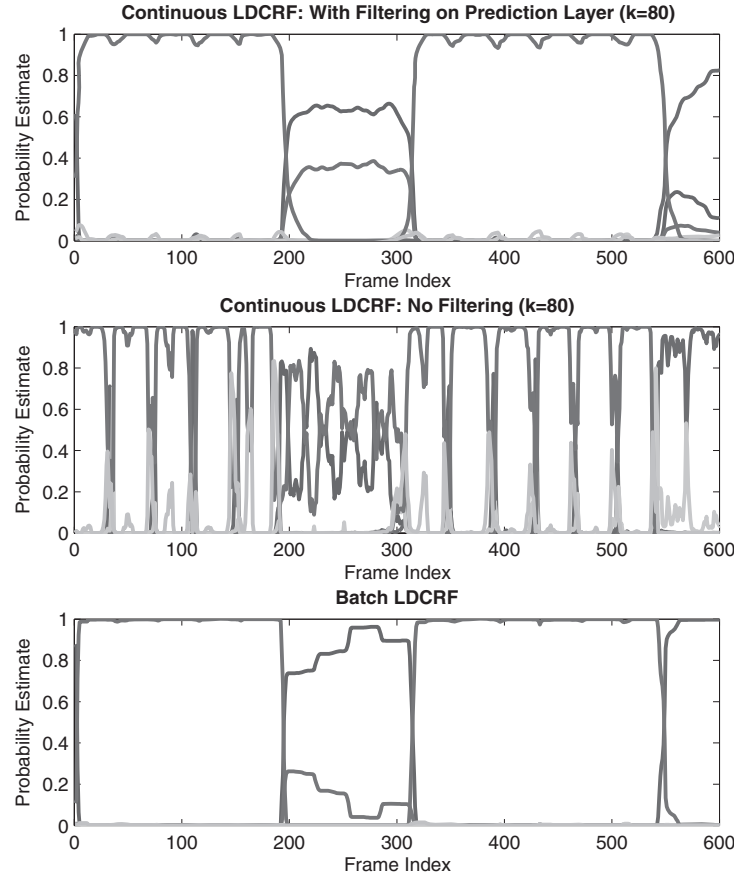 Continuous LDCRF: With Filtering on Prediction Layer (k=80)
Probability Estimate
1
0.8
0.6
0.4
0.2
0
0 100 200 300 400 500 600
Frame Index
Continuous LDCRF: No Filtering (k=80)
Probability Estimate
1
0.8
0.6
0.4
0.2
0
0 100 200 300 400 500 600
Frame Index
Batch LDCRF
Probability Estimate
1
0.8
0.6
0.4
0.2
0
0 100 200 300 400 500 600
Frame Index